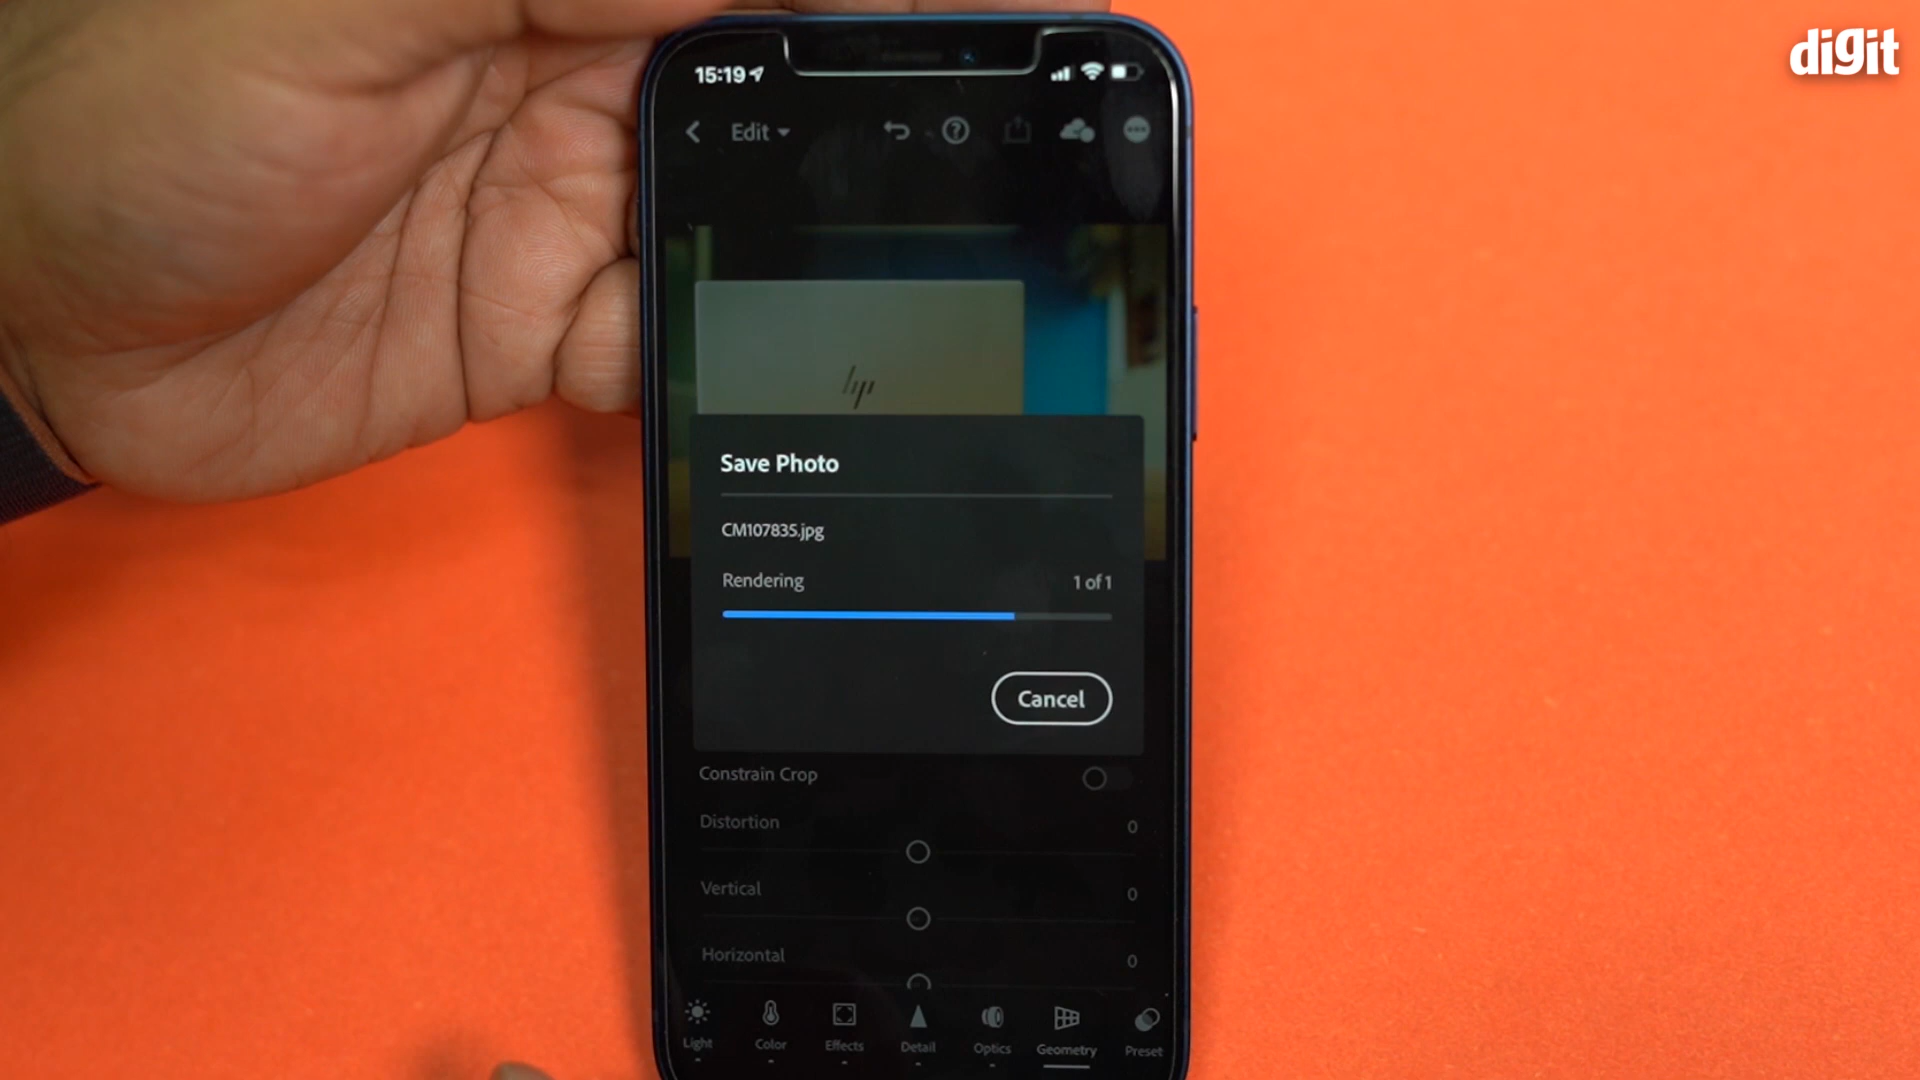 digit
15:19
Edit
hp
Save Photo
CM107835.jpg
Rendering 1 of 1
Cancel
Constrain Crop
Distortion 0
Vertical 0
Horizontal 0
Light Color Effects Detail Optics Geometry Preset